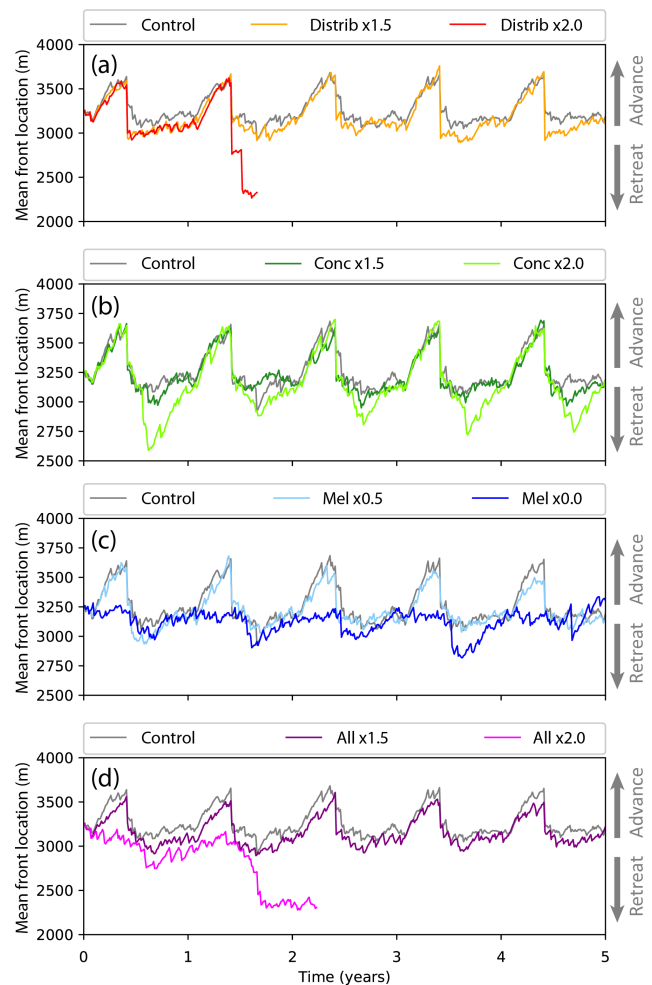 Control Distrib x1.5 Distrib x2.0
(a)
Mean front location (m)
4000
3500
3000
2500
2000
Advance
Retreat
Control Conc x1.5 Conc x2.0
(b)
Mean front location (m)
4000
3750
3500
3250
3000
2750
2500
Advance
Retreat
Control Mel x0.5 Mel x0.0
(c)
Mean front location (m)
4000
3750
3500
3250
3000
2750
2500
Advance
Retreat
Control All x1.5 All x2.0
(d)
Mean front location (m)
4000
3500
3000
2500
2000
Advance
Retreat
0 1 2 3 4 5
Time (years)